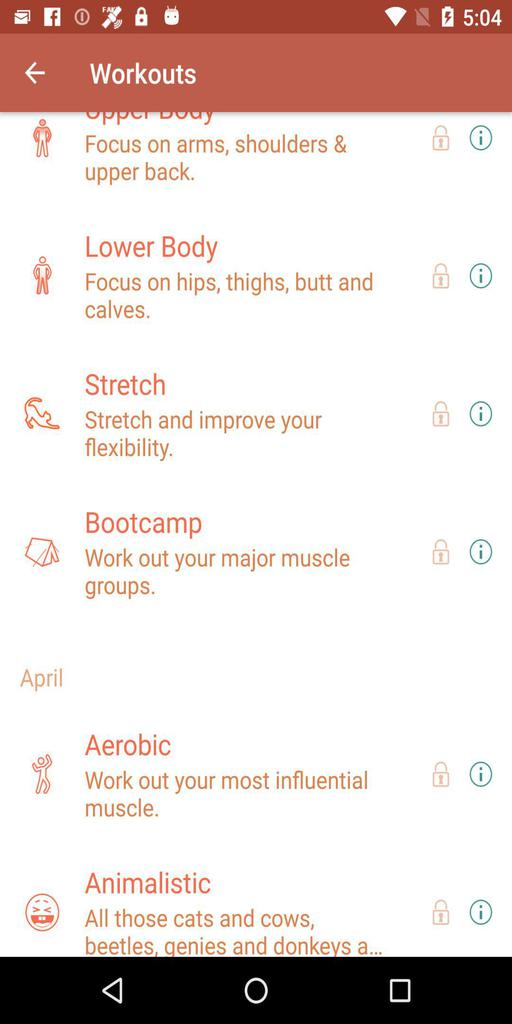 5:04
Workouts
Upper Body
Focus on arms, shoulders &
upper back.
Lower Body
Focus on hips, thighs, butt and
calves.
Stretch
Stretch and improve your
flexibility.
Bootcamp
Work out your major muscle
groups.
April
Aerobic
Work out your most influential
muscle.
Animalistic
All those cats and cows,
beetles, genies and donkeys a...